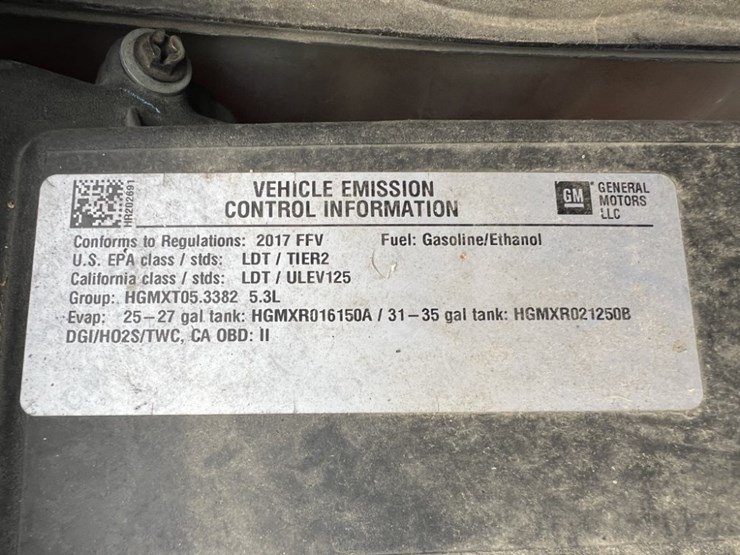 HR202691
VEHICLE EMISSION
CONTROL INFORMATION
GM
GENERAL
MOTORS
LLC
Conforms to Regulations: 2017 FFV Fuel: Gasoline/Ethanol
U.S. EPA class / stds: LDT / TIER2
California class / stds: LDT / ULEV125
Group: HGMXT05.3382 5.3L
Evap: 25-27 gal tank: HGMXR016150A / 31-35 gal tank: HGMXR021250B
DGI/HO2S/TWC, CA OBD: II